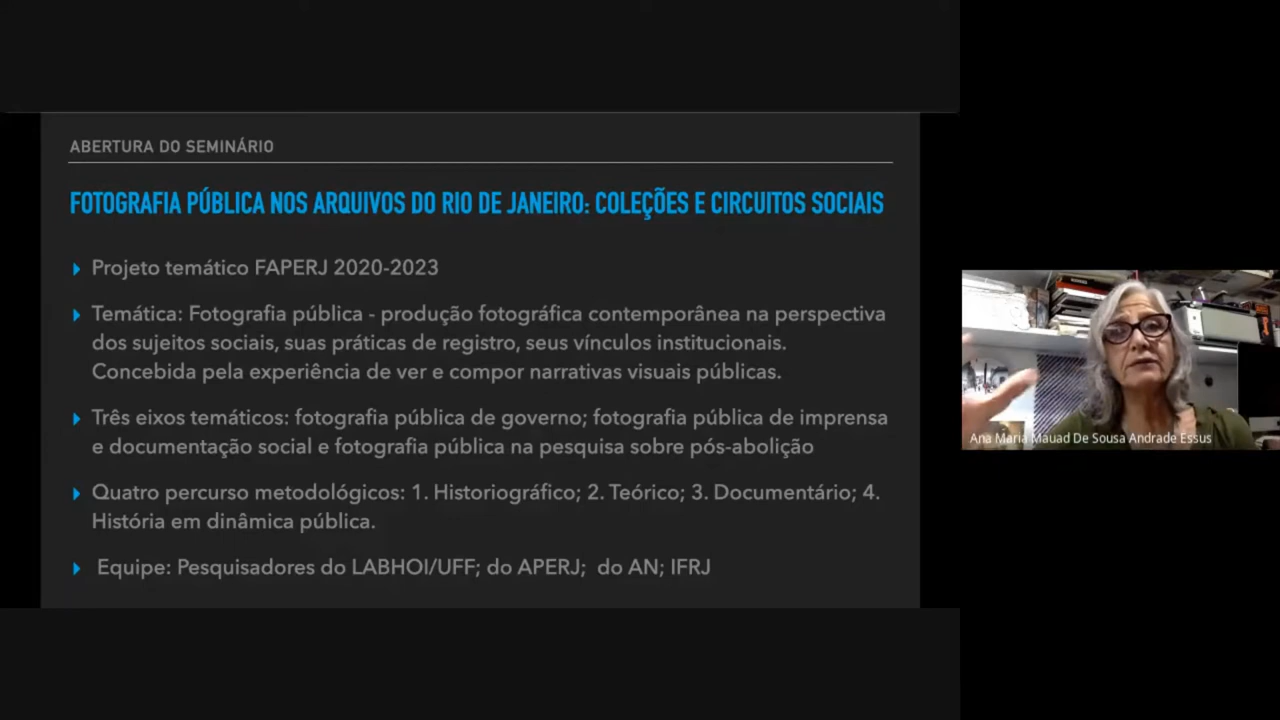 ABERTURA DO SEMINÁRIO
FOTOGRAFIA PÚBLICA NOS ARQUIVOS DO RIO DE JANEIRO: COLEÇÕES E CIRCUITOS SOCIAIS
Projeto temático FAPERJ 2020-2023
Temática: Fotografia pública - produção fotográfica contemporânea na perspectiva
dos sujeitos sociais, suas práticas de registro, seus vínculos institucionais.
Concebida pela experiência de ver e compor narrativas visuais públicas.
Três eixos temáticos: fotografia pública de governo; fotografia pública de imprensa
e documentação social e fotografia pública na pesquisa sobre pós-abolição
Quatro percurso metodológicos: 1. Historiográfico; 2. Teórico; 3. Documentário; 4.
História em dinâmica pública.
Equipe: Pesquisadores do LABHOI/UFF; do APERJ; do AN; IFRJ
Ana Maria Mauad De Sousa Andrade Essus